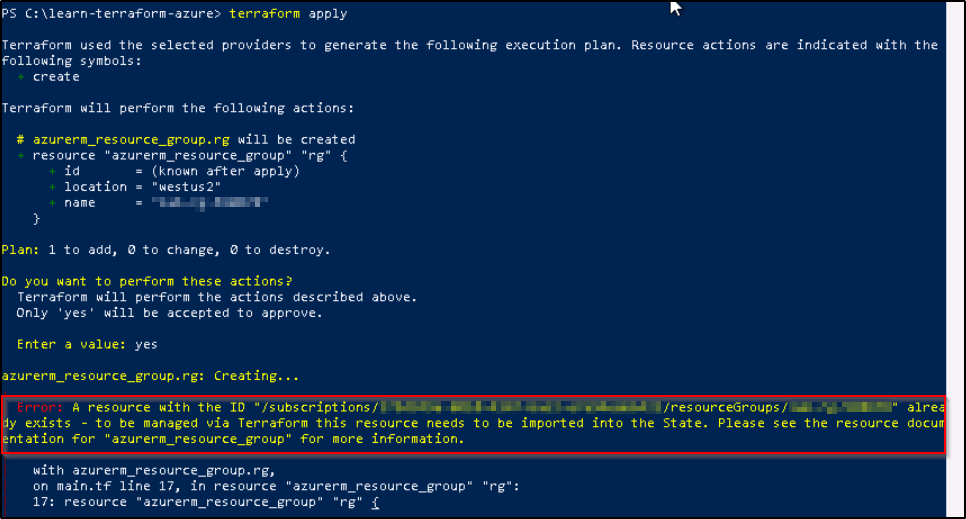 PS C:\learn-terraform-azure> terraform apply
Terraform used the selected providers to generate the following execution plan. Resource actions are indicated with the
following symbols:
+ create
Terraform will perform the following actions:
# azurerm_resource_group.rg will be created
+ resource "azurerm_resource_group" "rg" {
+ id       = (known after apply)
+ location = "westus2"
+ name     = "
}
Plan: 1 to add, 0 to change, 0 to destroy.
Do you want to perform these actions?
Terraform will perform the actions described above.
Only 'yes' will be accepted to approve.
Enter a value: yes
azurerm_resource_group.rg: Creating...
Error: A resource with the ID "/subscriptions/ /resourceGroups/ " alrea
dy exists - to be managed via Terraform this resource needs to be imported into the State. Please see the resource docum
entation for "azurerm_resource_group" for more information.
with azurerm_resource_group.rg,
on main.tf line 17, in resource "azurerm_resource_group" "rg":
17: resource "azurerm_resource_group" "rg" {